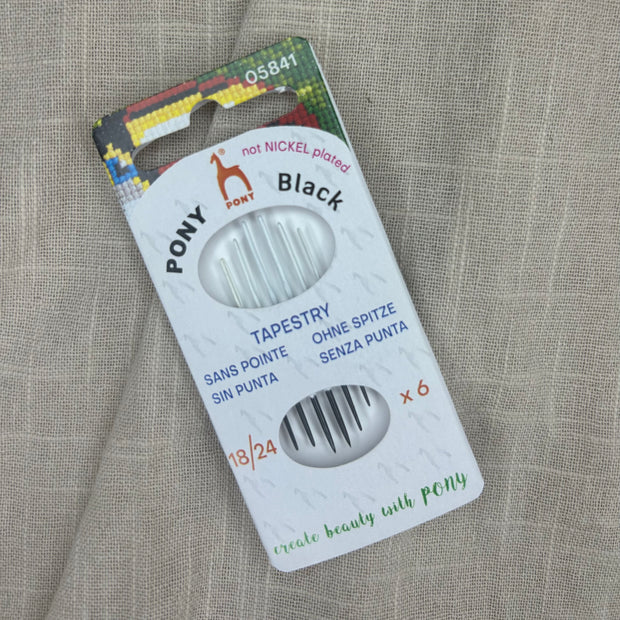 05841
not NICKEL plated.
®
PONY
PONY Black
TAPESTRY
SANS POINTE OHNE SPITZE
SIN PUNTA SENZA PUNTA
18/24 x 6
create beauty with PONY